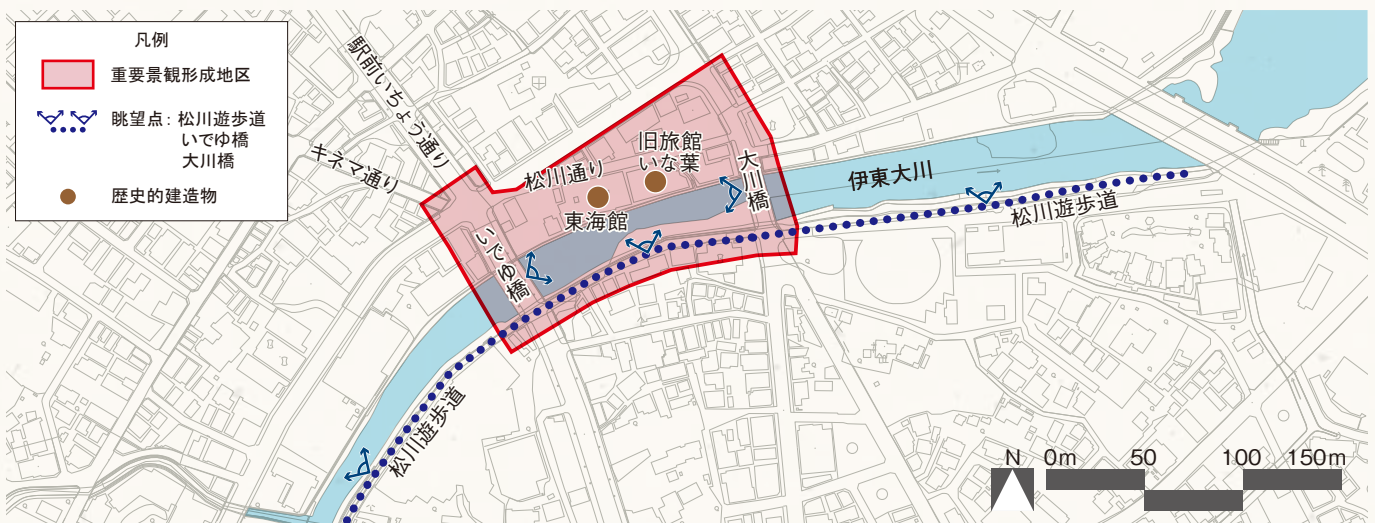 凡例
重要景観形成地区
眺望点：松川遊歩道
いでゆ橋
大川橋
歴史的建造物
駅前いちょう通り
キネマ通り
松川通り
旧旅館
いな葉
東海館
大川橋
いでゆ橋
伊東大川
松川遊歩道
松川遊歩道
N 0m 50 100 150m